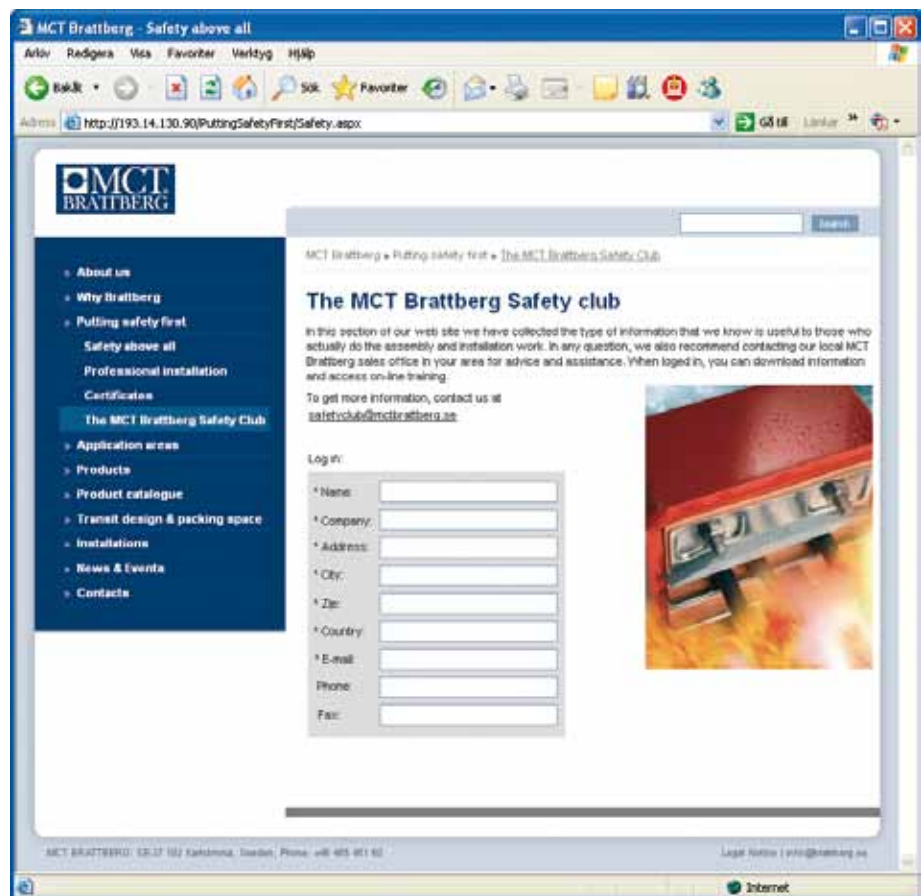 MCT Brattberg - Safety above all
Arkiv Redigera Visa Favoriter Verktyg Hjälp
Bakåt Sök Favoriter
Adress http://193.14.130.90/PuttingSafetyFirst/Safety.aspx Gå till Länkar
MCT
BRATTBERG
Search
MCT Brattberg Putting safety first The MCT Brattberg Safety Club
About us
Why Brattberg
Putting safety first
Safety above all
Professional installation
Certificates
The MCT Brattberg Safety Club
Application areas
Products
Product catalogue
Transit design & packing space
Installations
News & Events
Contacts
The MCT Brattberg Safety club
In this section of our web site we have collected the type of information that we know is useful to those who
actually do the assembly and installation work. In any question, we also recommend contacting our local MCT
Brattberg sales office in your area for advice and assistance. When loged in, you can download information
and access on-line training.
To get more information, contact us at
safetyclub@mctbrattberg.se
Log in:
* Name:
* Company:
* Address:
* City:
* Zip:
* Country:
* E-mail:
Phone:
Fax:
MCT BRATTBERG Karlskrona, Sweden, Phone:
Legal Notice | info@brattberg.se
Internet